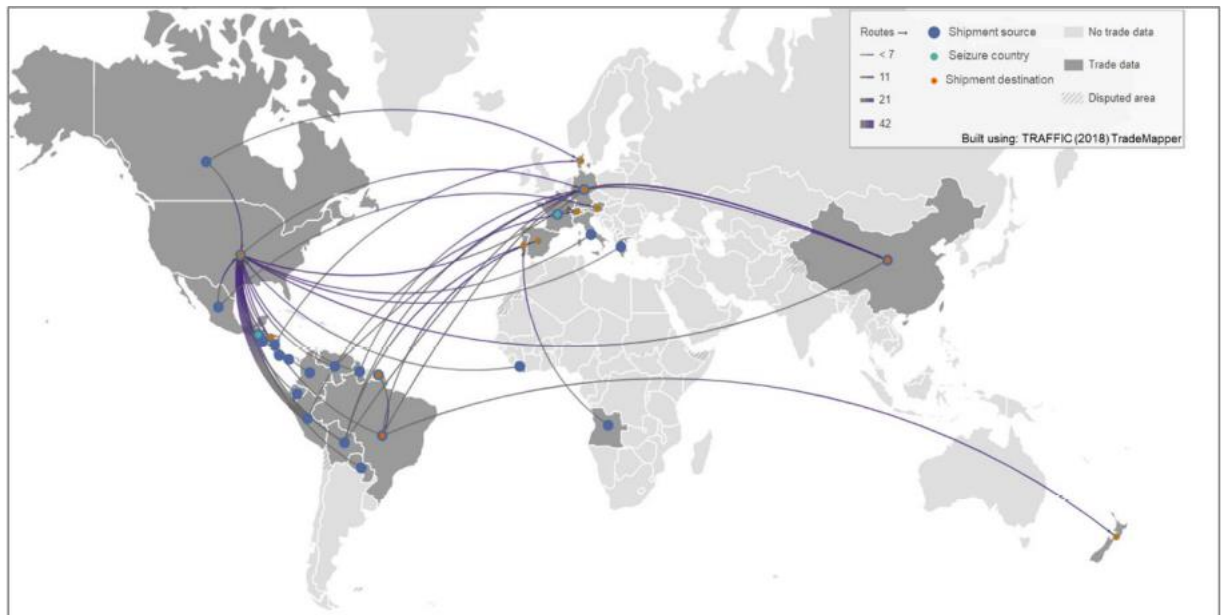 Routes →
< 7
11
21
42
Shipment source
Seizure country
Shipment destination
No trade data
Trade data
Disputed area
Built using: TRAFFIC (2018) TradeMapper